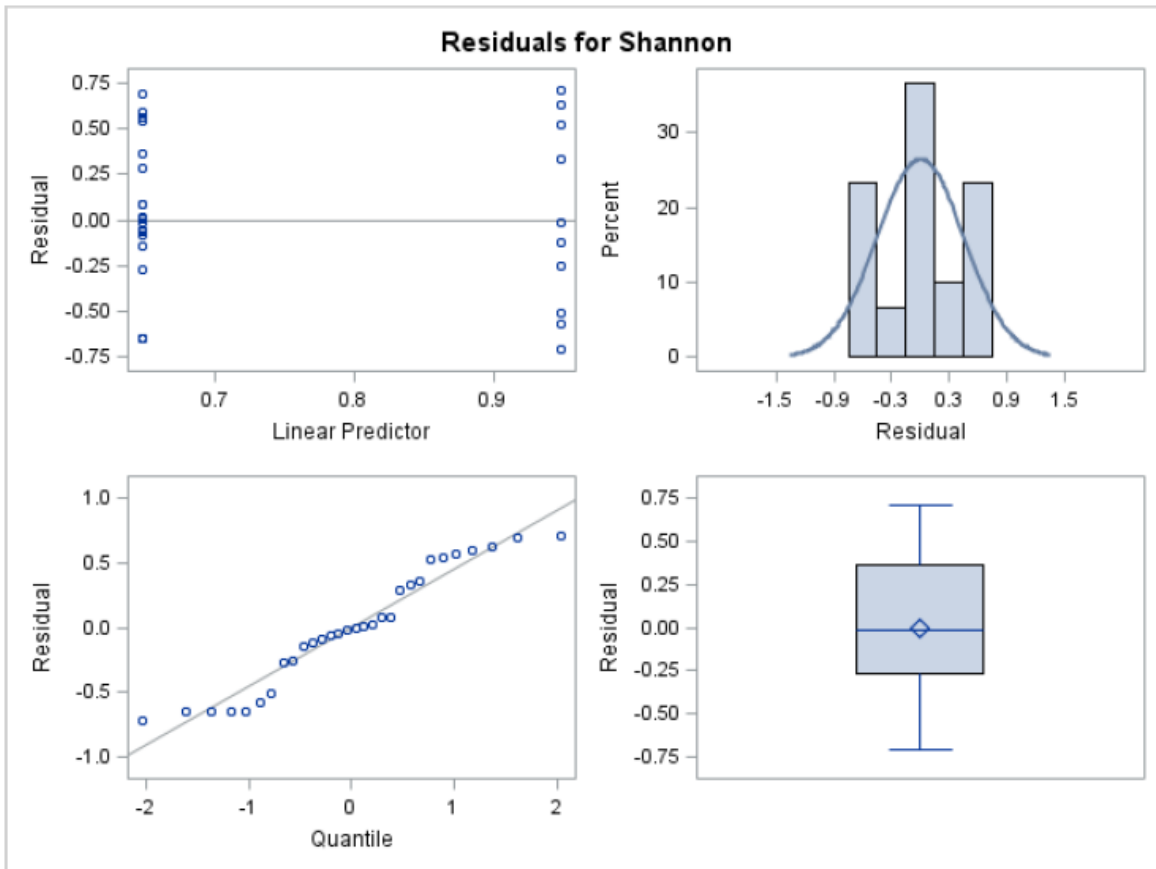 Residuals for Shannon
0.75
0.50
0.25
0.00
-0.25
-0.50
-0.75
Residual
0.7 0.8 0.9
Linear Predictor
30
20
10
0
Percent
-1.5 -0.9 -0.3 0.3 0.9 1.5
Residual
1.0
0.5
0.0
-0.5
-1.0
Residual
-2 -1 0 1 2
Quantile
0.75
0.50
0.25
0.00
-0.25
-0.50
-0.75
Residual